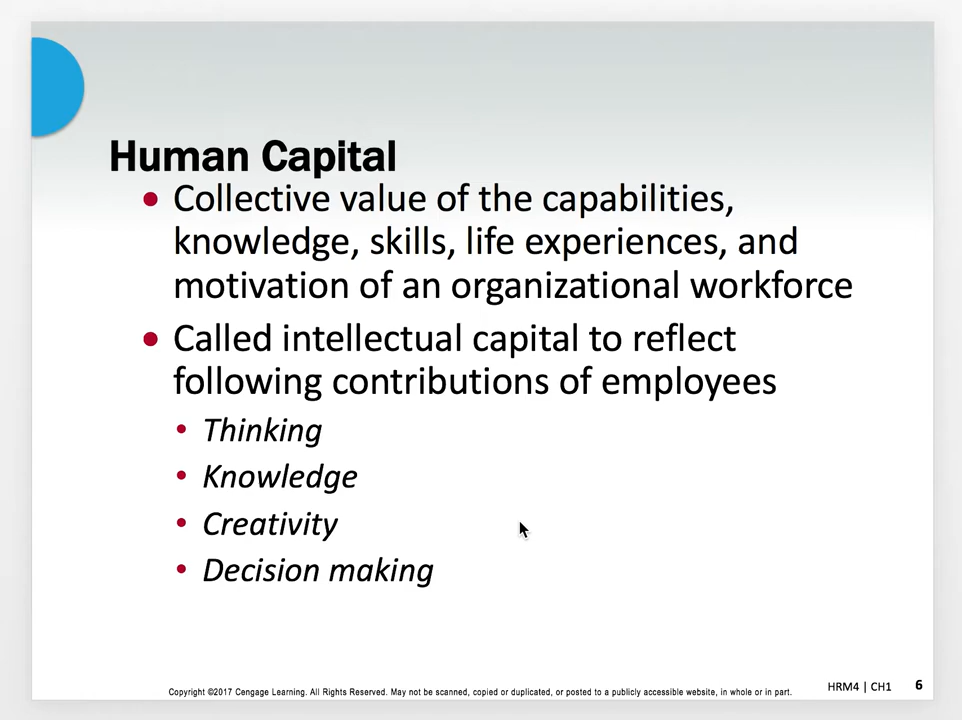 Human Capital
• Collective value of the capabilities,
knowledge, skills, life experiences, and
motivation of an organizational workforce
• Called intellectual capital to reflect
following contributions of employees
• Thinking
• Knowledge
• Creativity
• Decision making
Copyright ©2017 Cengage Learning. All Rights Reserved. May not be scanned, copied or duplicated, or posted to a publicly accessible website, in whole or in part.
HRM4 | CH1 6